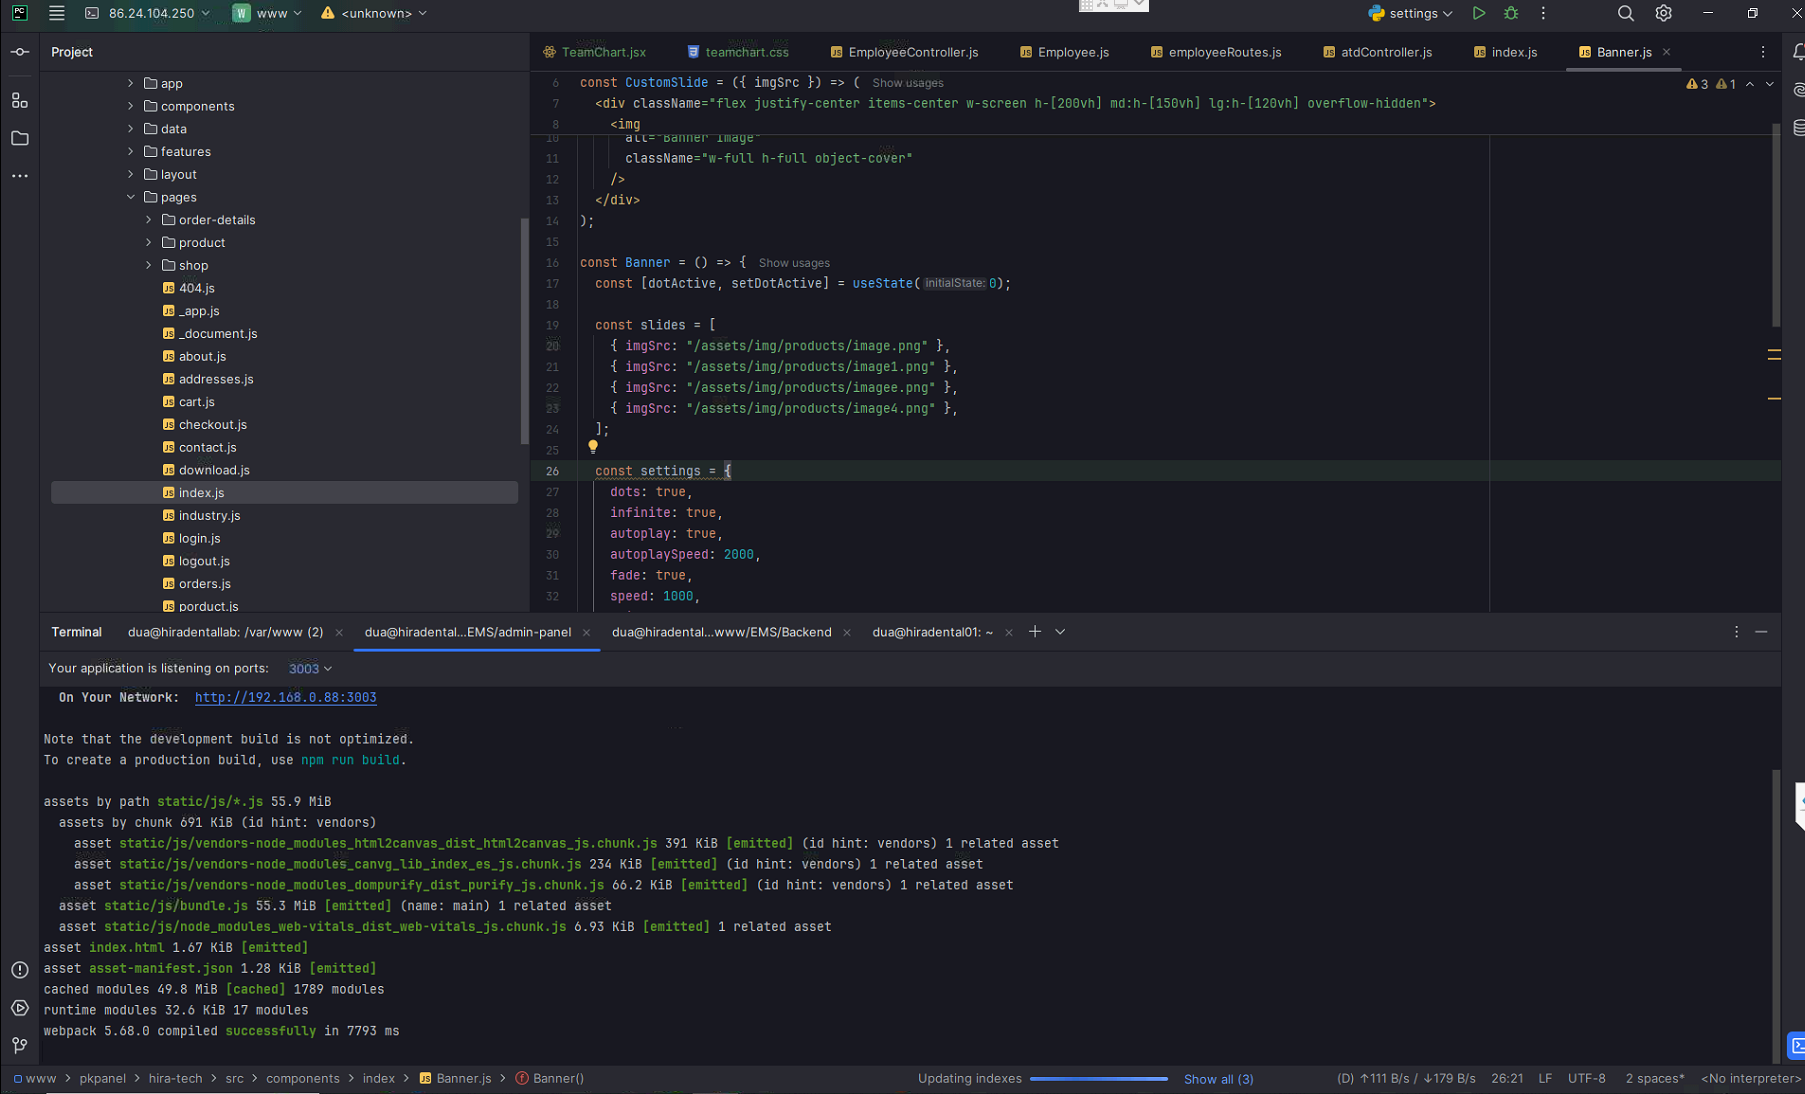 PC
86.24.104.250
W
www
<unknown>
settings
Project
TeamChart.jsx
teamchart.css
EmployeeController.js
Employee.js
employeeRoutes.js
atdController.js
index.js
Banner.js
app
components
data
features
layout
pages
order-details
product
shop
404.js
_app.js
_document.js
about.js
addresses.js
cart.js
checkout.js
contact.js
download.js
index.js
industry.js
login.js
logout.js
orders.js
porduct.js
3 1
6 const CustomSlide = ({ imgSrc }) => ( Show usages
7 <div className="flex justify-center items-center w-screen h-[200vh] md:h-[150vh] lg:h-[120vh] overflow-hidden">
8 <img
10 alt="Banner Image"
11 className="w-full h-full object-cover"
12 />
13 </div>
14 );
15
16 const Banner = () => { Show usages
17 const [dotActive, setDotActive] = useState( initialState: 0);
18
19 const slides = [
20 { imgSrc: "/assets/img/products/image.png" },
21 { imgSrc: "/assets/img/products/image1.png" },
22 { imgSrc: "/assets/img/products/imagee.png" },
23 { imgSrc: "/assets/img/products/image4.png" },
24 ];
25
26 const settings = {
27 dots: true,
28 infinite: true,
29 autoplay: true,
30 autoplaySpeed: 2000,
31 fade: true,
32 speed: 1000,
Terminal
dua@hiradentallab: /var/www (2)
dua@hiradental...EMS/admin-panel
dua@hiradental...www/EMS/Backend
dua@hiradental01: ~
Your application is listening on ports: 3003
On Your Network: http://192.168.0.88:3003
Note that the development build is not optimized.
To create a production build, use npm run build.
assets by path static/js/*.js 55.9 MiB
assets by chunk 691 KiB (id hint: vendors)
asset static/js/vendors-node_modules_html2canvas_dist_html2canvas_js.chunk.js 391 KiB [emitted] (id hint: vendors) 1 related asset
asset static/js/vendors-node_modules_canvg_lib_index_es_js.chunk.js 234 KiB [emitted] (id hint: vendors) 1 related asset
asset static/js/vendors-node_modules_dompurify_dist_purify_js.chunk.js 66.2 KiB [emitted] (id hint: vendors) 1 related asset
asset static/js/bundle.js 55.3 MiB [emitted] (name: main) 1 related asset
asset static/js/node_modules_web-vitals_dist_web-vitals_js.chunk.js 6.93 KiB [emitted] 1 related asset
asset index.html 1.67 KiB [emitted]
asset asset-manifest.json 1.28 KiB [emitted]
cached modules 49.8 MiB [cached] 1789 modules
runtime modules 32.6 KiB 17 modules
webpack 5.68.0 compiled successfully in 7793 ms
www > pkpanel > hira-tech > src > components > index > Banner.js > Banner()
Updating indexes
Show all (3)
(D) ↑111 B/s / ↓179 B/s
26:21
LF
UTF-8
2 spaces*
<No interpreter>